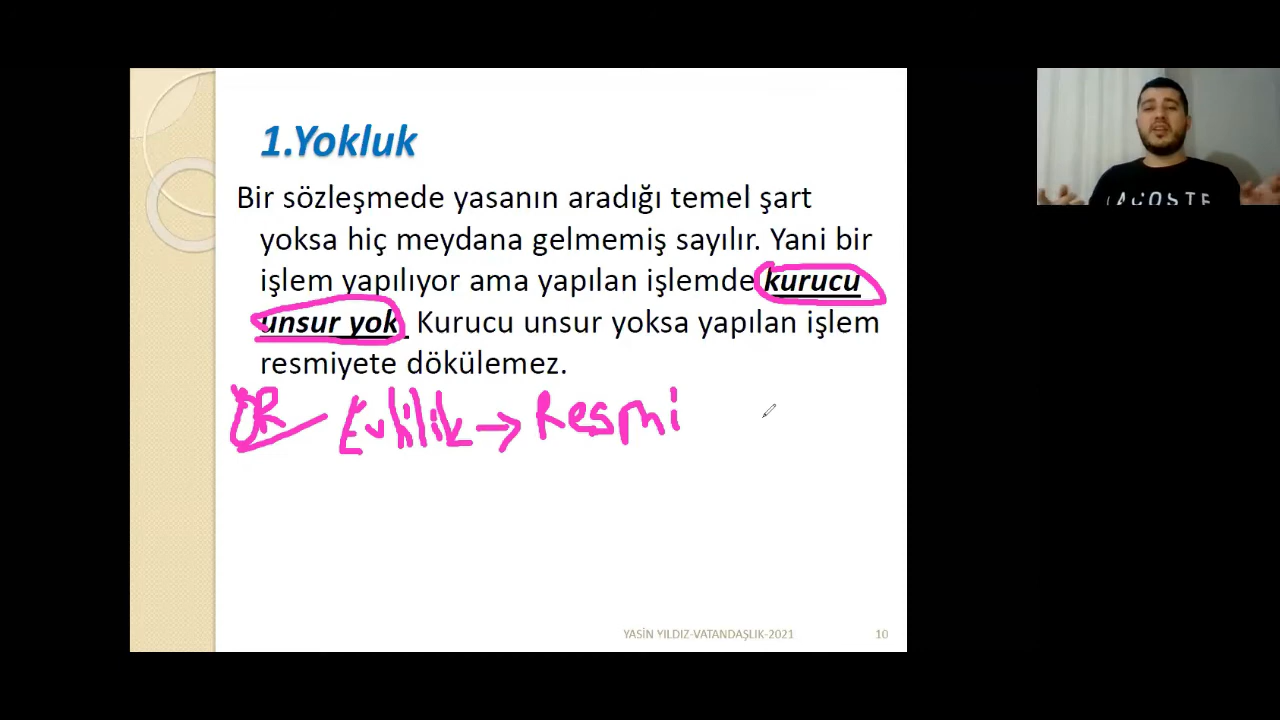 1.Yokluk
Bir sözleşmede yasanın aradığı temel şart
yoksa hiç meydana gelmemiş sayılır. Yani bir
işlem yapılıyor ama yapılan işlemde kurucu
unsur yok. Kurucu unsur yoksa yapılan işlem
resmiyete dökülemez.
ÖR Evlilik → Resmi
YASİN YILDIZ-VATANDAŞLIK-2021 10
LACOSTE